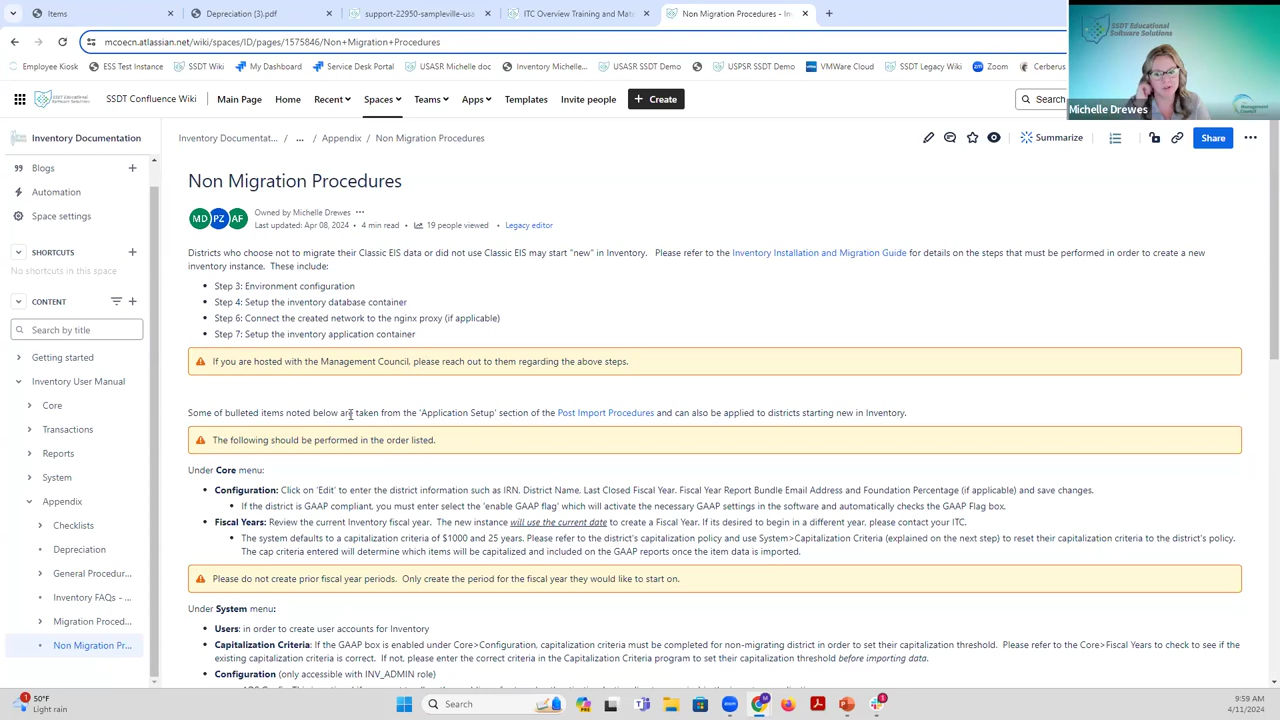 Items
Depreciation (3).pdf
support-22950-sampleville-usa
ITC Overview Training and Mate
Non Migration Procedures - Inv
mcoecn.atlassian.net/wiki/spaces/ID/pages/1575846/Non+Migration+Procedures
Employee Kiosk
ESS Test Instance
SSDT Wiki
My Dashboard
Service Desk Portal
USASR Michelle doc
Inventory Michelle...
USASR SSDT Demo
USPSR SSDT Demo
VMWare Cloud
SSDT Legacy Wiki
Zoom
Cerberus
SSDT Educational
Software Solutions
Management
Council
Michelle Drewes
SSDT Confluence Wiki
Main Page
Home
Recent
Spaces
Teams
Apps
Templates
Invite people
+ Create
Search
Inventory Documentation
Blogs
Automation
Space settings
SHORTCUTS
No shortcuts in this space
CONTENT
Search by title
Getting started
Inventory User Manual
Core
Transactions
Reports
System
Appendix
Checklists
Depreciation
General Procedur...
Inventory FAQs - ...
Migration Proced...
Non Migration Pr...
Inventory Documentat... / ... / Appendix / Non Migration Procedures
Summarize
Share
Non Migration Procedures
MD PZ AF
Owned by Michelle Drewes
Last updated: Apr 08, 2024 • 4 min read • 19 people viewed • Legacy editor
Districts who choose not to migrate their Classic EIS data or did not use Classic EIS may start "new" in Inventory. Please refer to the Inventory Installation and Migration Guide for details on the steps that must be performed in order to create a new
inventory instance. These include:
• Step 3: Environment configuration
• Step 4: Setup the inventory database container
• Step 6: Connect the created network to the nginx proxy (if applicable)
• Step 7: Setup the inventory application container
If you are hosted with the Management Council, please reach out to them regarding the above steps.
Some of bulleted items noted below are taken from the 'Application Setup' section of the Post Import Procedures and can also be applied to districts starting new in Inventory.
The following should be performed in the order listed.
Under Core menu:
• Configuration: Click on 'Edit' to enter the district information such as IRN, District Name, Last Closed Fiscal Year, Fiscal Year Report Bundle Email Address and Foundation Percentage (if applicable) and save changes.
• If the district is GAAP compliant, you must enter select the 'enable GAAP flag' which will activate the necessary GAAP settings in the software and automatically checks the GAAP Flag box.
• Fiscal Years: Review the current Inventory fiscal year. The new instance will use the current date to create a Fiscal Year. If its desired to begin in a different year, please contact your ITC.
• The system defaults to a capitalization criteria of $1000 and 25 years. Please refer to the district's capitalization policy and use System>Capitalization Criteria (explained on the next step) to reset their capitalization criteria to the district's policy.
The cap criteria entered will determine which items will be capitalized and included on the GAAP reports once the item data is imported.
Please do not create prior fiscal year periods. Only create the period for the fiscal year they would like to start on.
Under System menu:
• Users: in order to create user accounts for Inventory
• Capitalization Criteria: If the GAAP box is enabled under Core>Configuration, capitalization criteria must be completed for non-migrating district in order to set their capitalization threshold. Please refer to the Core>Fiscal Years to check to see if the
existing capitalization criteria is correct. If not, please enter the correct criteria in the Capitalization Criteria program to set their capitalization threshold before importing data.
• Configuration (only accessible with INV_ADMIN role)
50°F
Light rain
Search
9:59 AM
4/11/2024